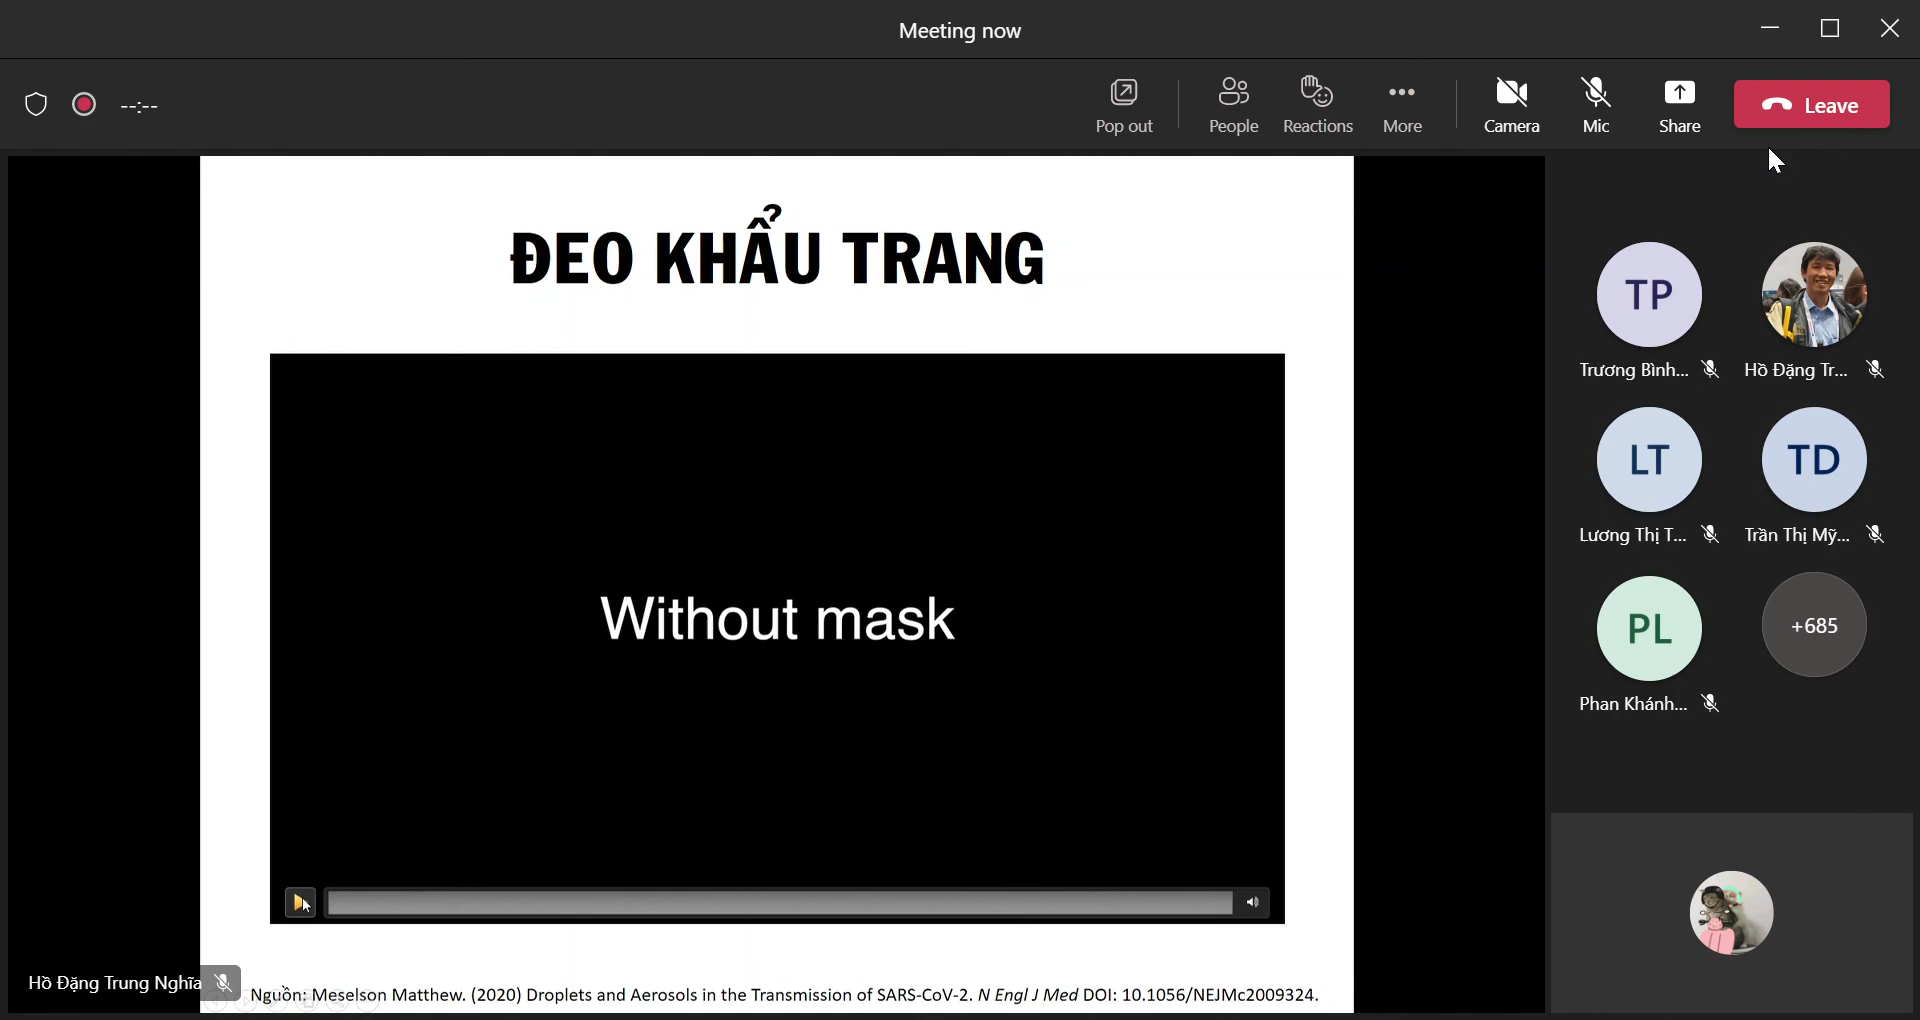 Meeting now
--:--
Pop out
People
Reactions
More
Camera
Mic
Share
Leave
ĐEO KHẨU TRANG
Without mask
TP
Trương Bình...
Hồ Đặng Tr...
LT
Lương Thị T...
TD
Trần Thị Mỹ...
PL
Phan Khánh...
+685
Hồ Đặng Trung Nghĩa
Nguồn: Meselson Matthew. (2020) Droplets and Aerosols in the Transmission of SARS-CoV-2. N Engl J Med DOI: 10.1056/NEJMc2009324.